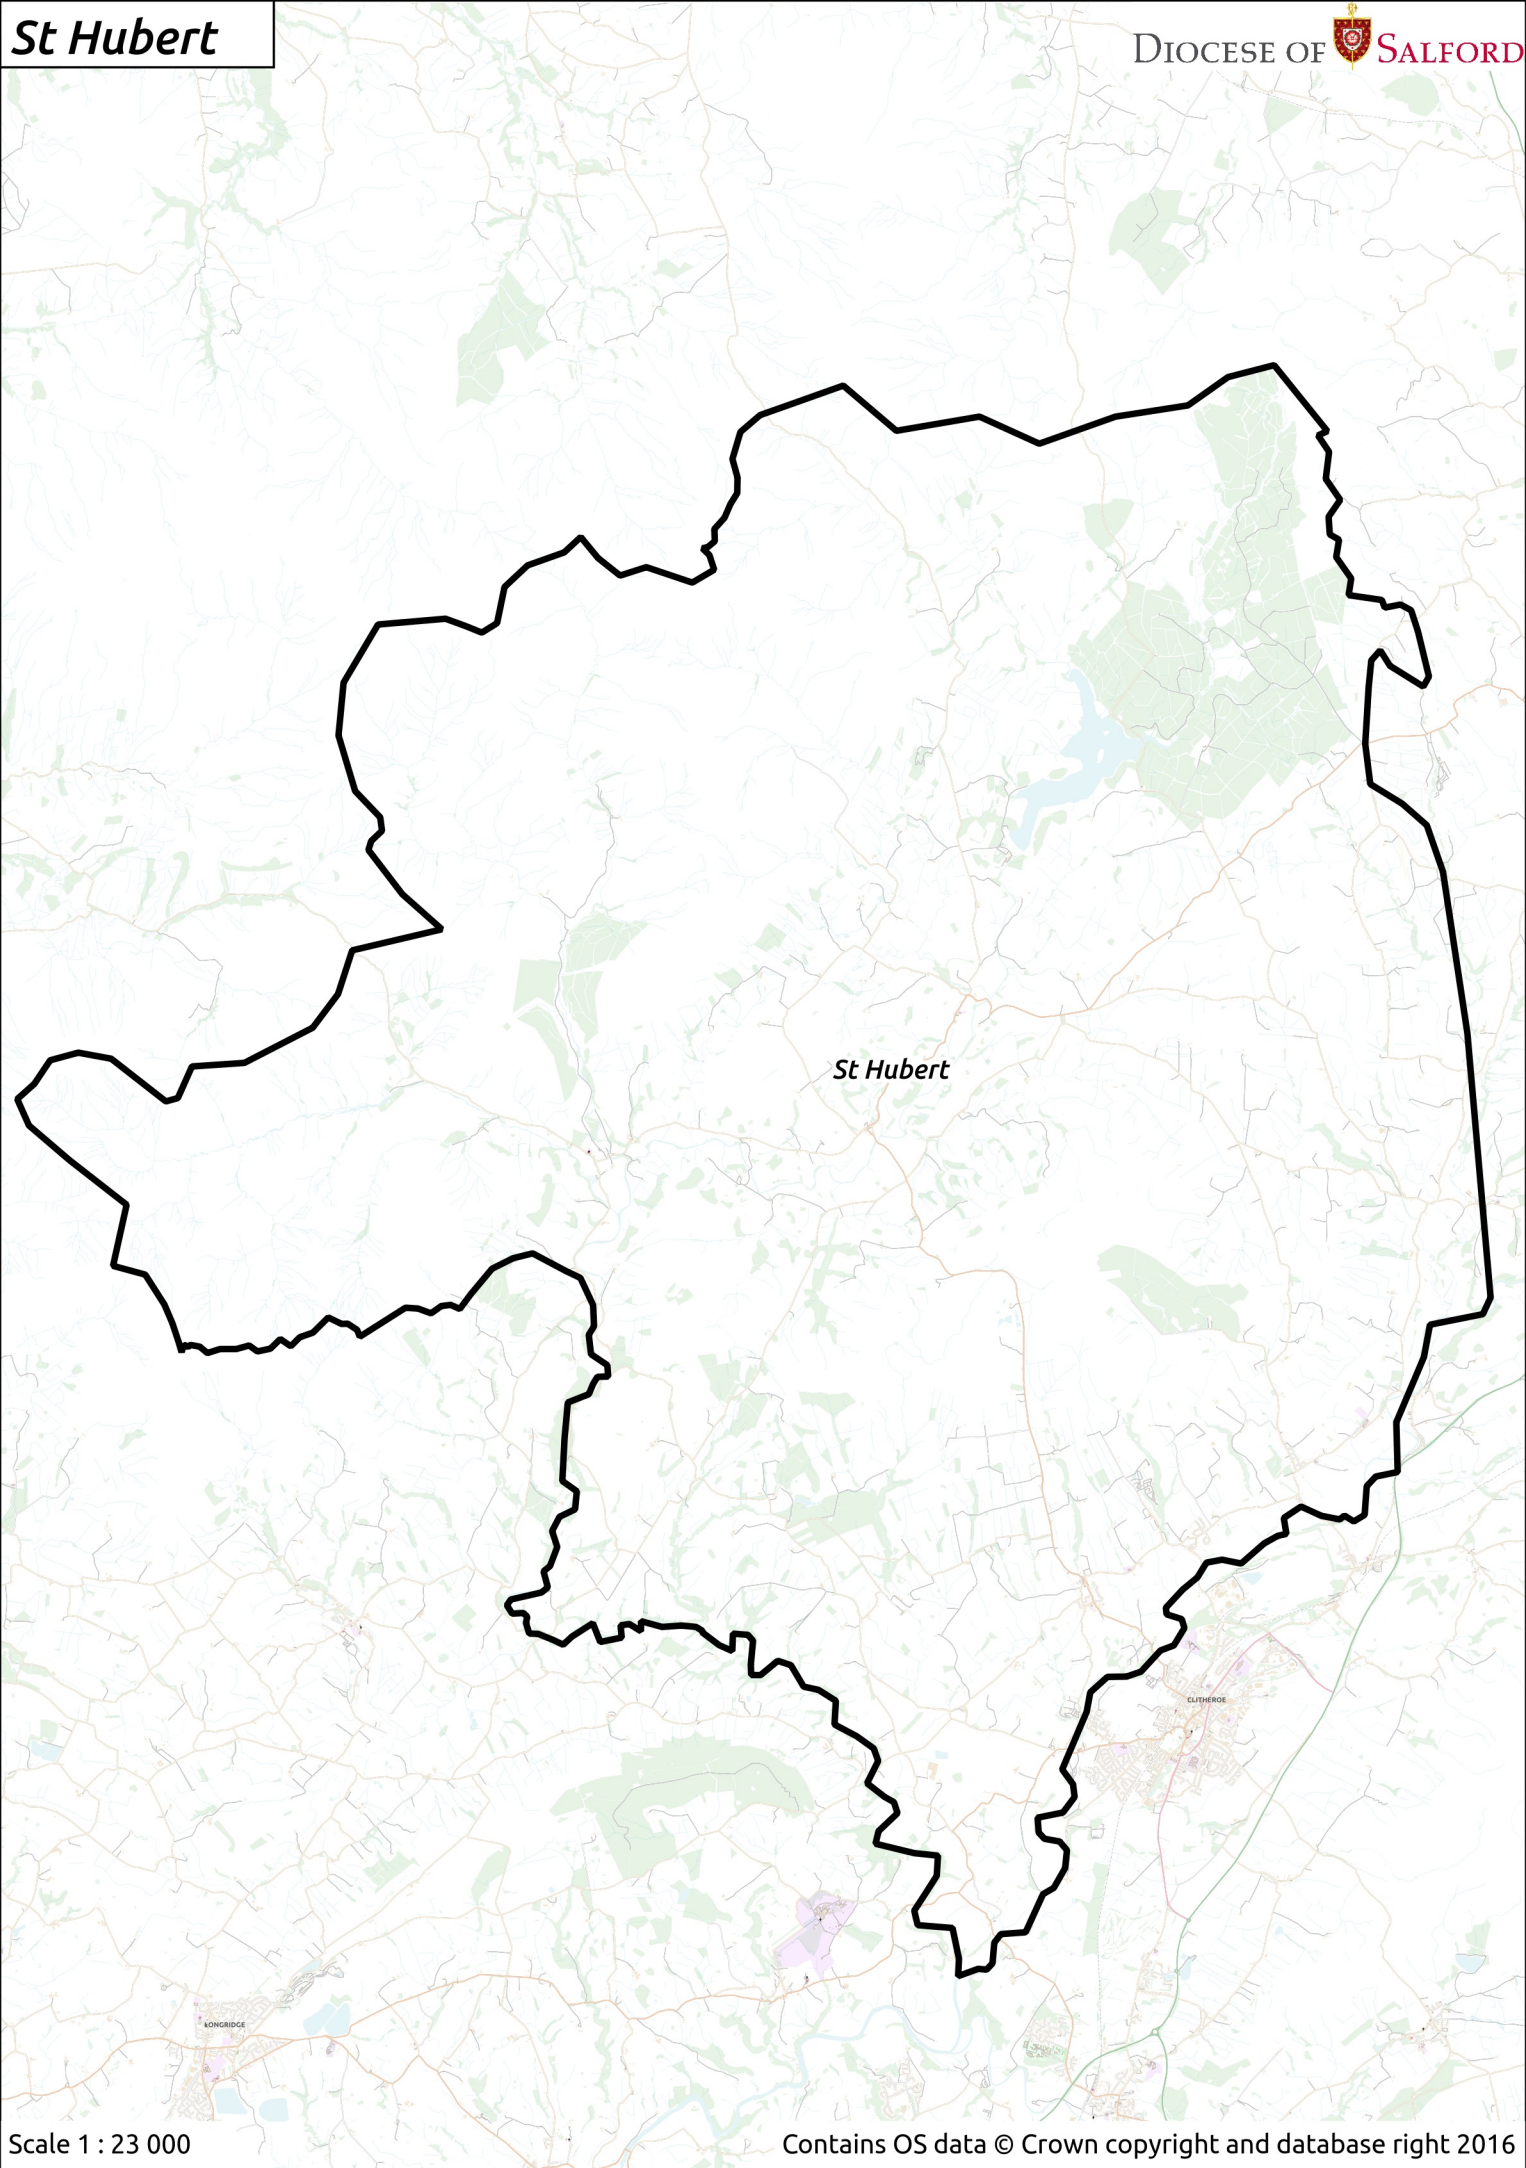 St Hubert
DIOCESE OF SALFORD
St Hubert
CLITHEROE
LONGRIDGE
Scale 1 : 23 000
Contains OS data © Crown copyright and database right 2016